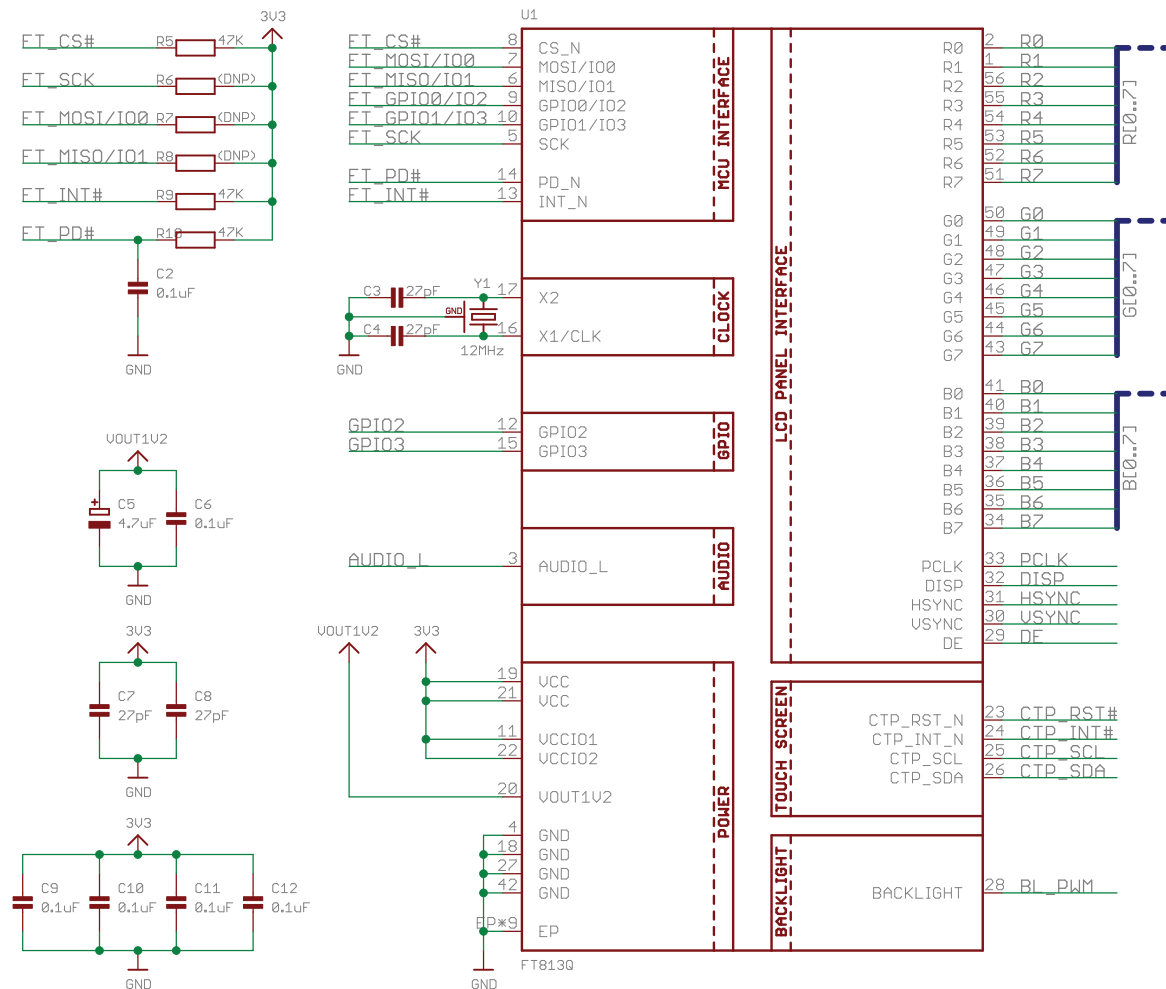 3V3
FT_CS# R5 47K
FT_SCK R6 (DNP)
FT_MOSI/IO0 R7 (DNP)
FT_MISO/IO1 R8 (DNP)
FT_INT# R9 47K
FT_PD# R10 47K
C2
0.1uF
GND
VOUT1V2
C5
4.7uF
C6
0.1uF
GND
3V3
C7
27pF
C8
27pF
GND
3V3
C9
0.1uF
C10
0.1uF
C11
0.1uF
C12
0.1uF
GND
U1
FT_CS# 8 CS_N
FT_MOSI/IO0 7 MOSI/IO0
FT_MISO/IO1 6 MISO/IO1
FT_GPIO0/IO2 9 GPIO0/IO2
FT_GPIO1/IO3 10 GPIO1/IO3
FT_SCK 5 SCK
FT_PD# 14 PD_N
FT_INT# 13 INT_N
MCU INTERFACE
C3 27pF Y1 17 X2
GND
C4 27pF 16 X1/CLK
12MHz
GND
CLOCK
GPIO2 12 GPIO2
GPIO3 15 GPIO3
GPIO
AUDIO_L 3 AUDIO_L
AUDIO
VOUT1V2
3V3
19 VCC
21 VCC
11 VCCIO1
22 VCCIO2
20 VOUT1V2
4 GND
18 GND
27 GND
42 GND
EP*9 EP
GND
POWER
FT813Q
LCD PANEL INTERFACE
R0 2 R0
R1 1 R1
R2 56 R2
R3 55 R3
R4 54 R4
R5 53 R5
R6 52 R6
R7 51 R7
R[0..7]
G0 50 G0
G1 49 G1
G2 48 G2
G3 47 G3
G4 46 G4
G5 45 G5
G6 44 G6
G7 43 G7
G[0..7]
B0 41 B0
B1 40 B1
B2 39 B2
B3 38 B3
B4 37 B4
B5 36 B5
B6 35 B6
B7 34 B7
B[0..7]
PCLK 33 PCLK
DISP 32 DISP
HSYNC 31 HSYNC
VSYNC 30 VSYNC
DE 29 DE
TOUCH SCREEN
CTP_RST_N 23 CTP_RST#
CTP_INT_N 24 CTP_INT#
CTP_SCL 25 CTP_SCL
CTP_SDA 26 CTP_SDA
BACKLIGHT
BACKLIGHT 28 BL_PWM